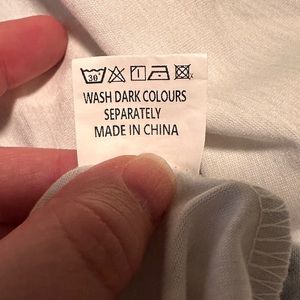 30°
WASH DARK COLOURS
SEPARATELY
MADE IN CHINA